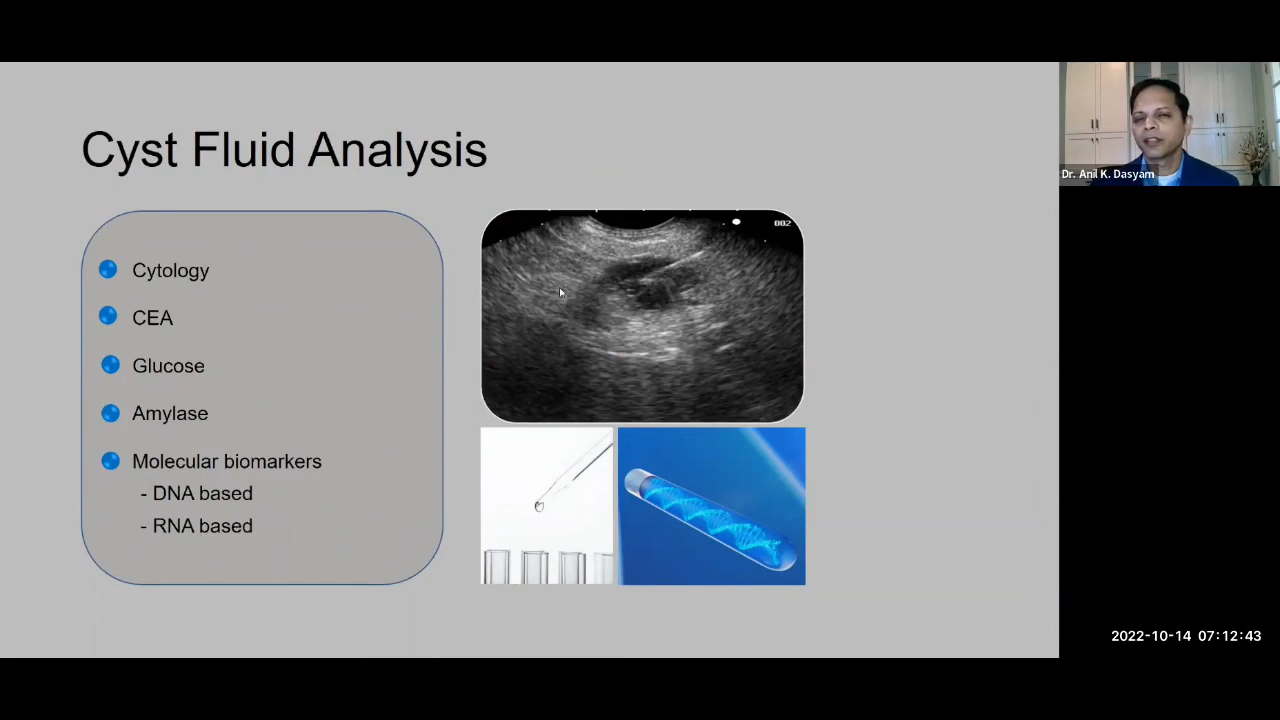 Cyst Fluid Analysis
Cytology
CEA
Glucose
Amylase
Molecular biomarkers
- DNA based
- RNA based
002
Dr. Anil K. Dasyam
2022-10-14 07:12:43